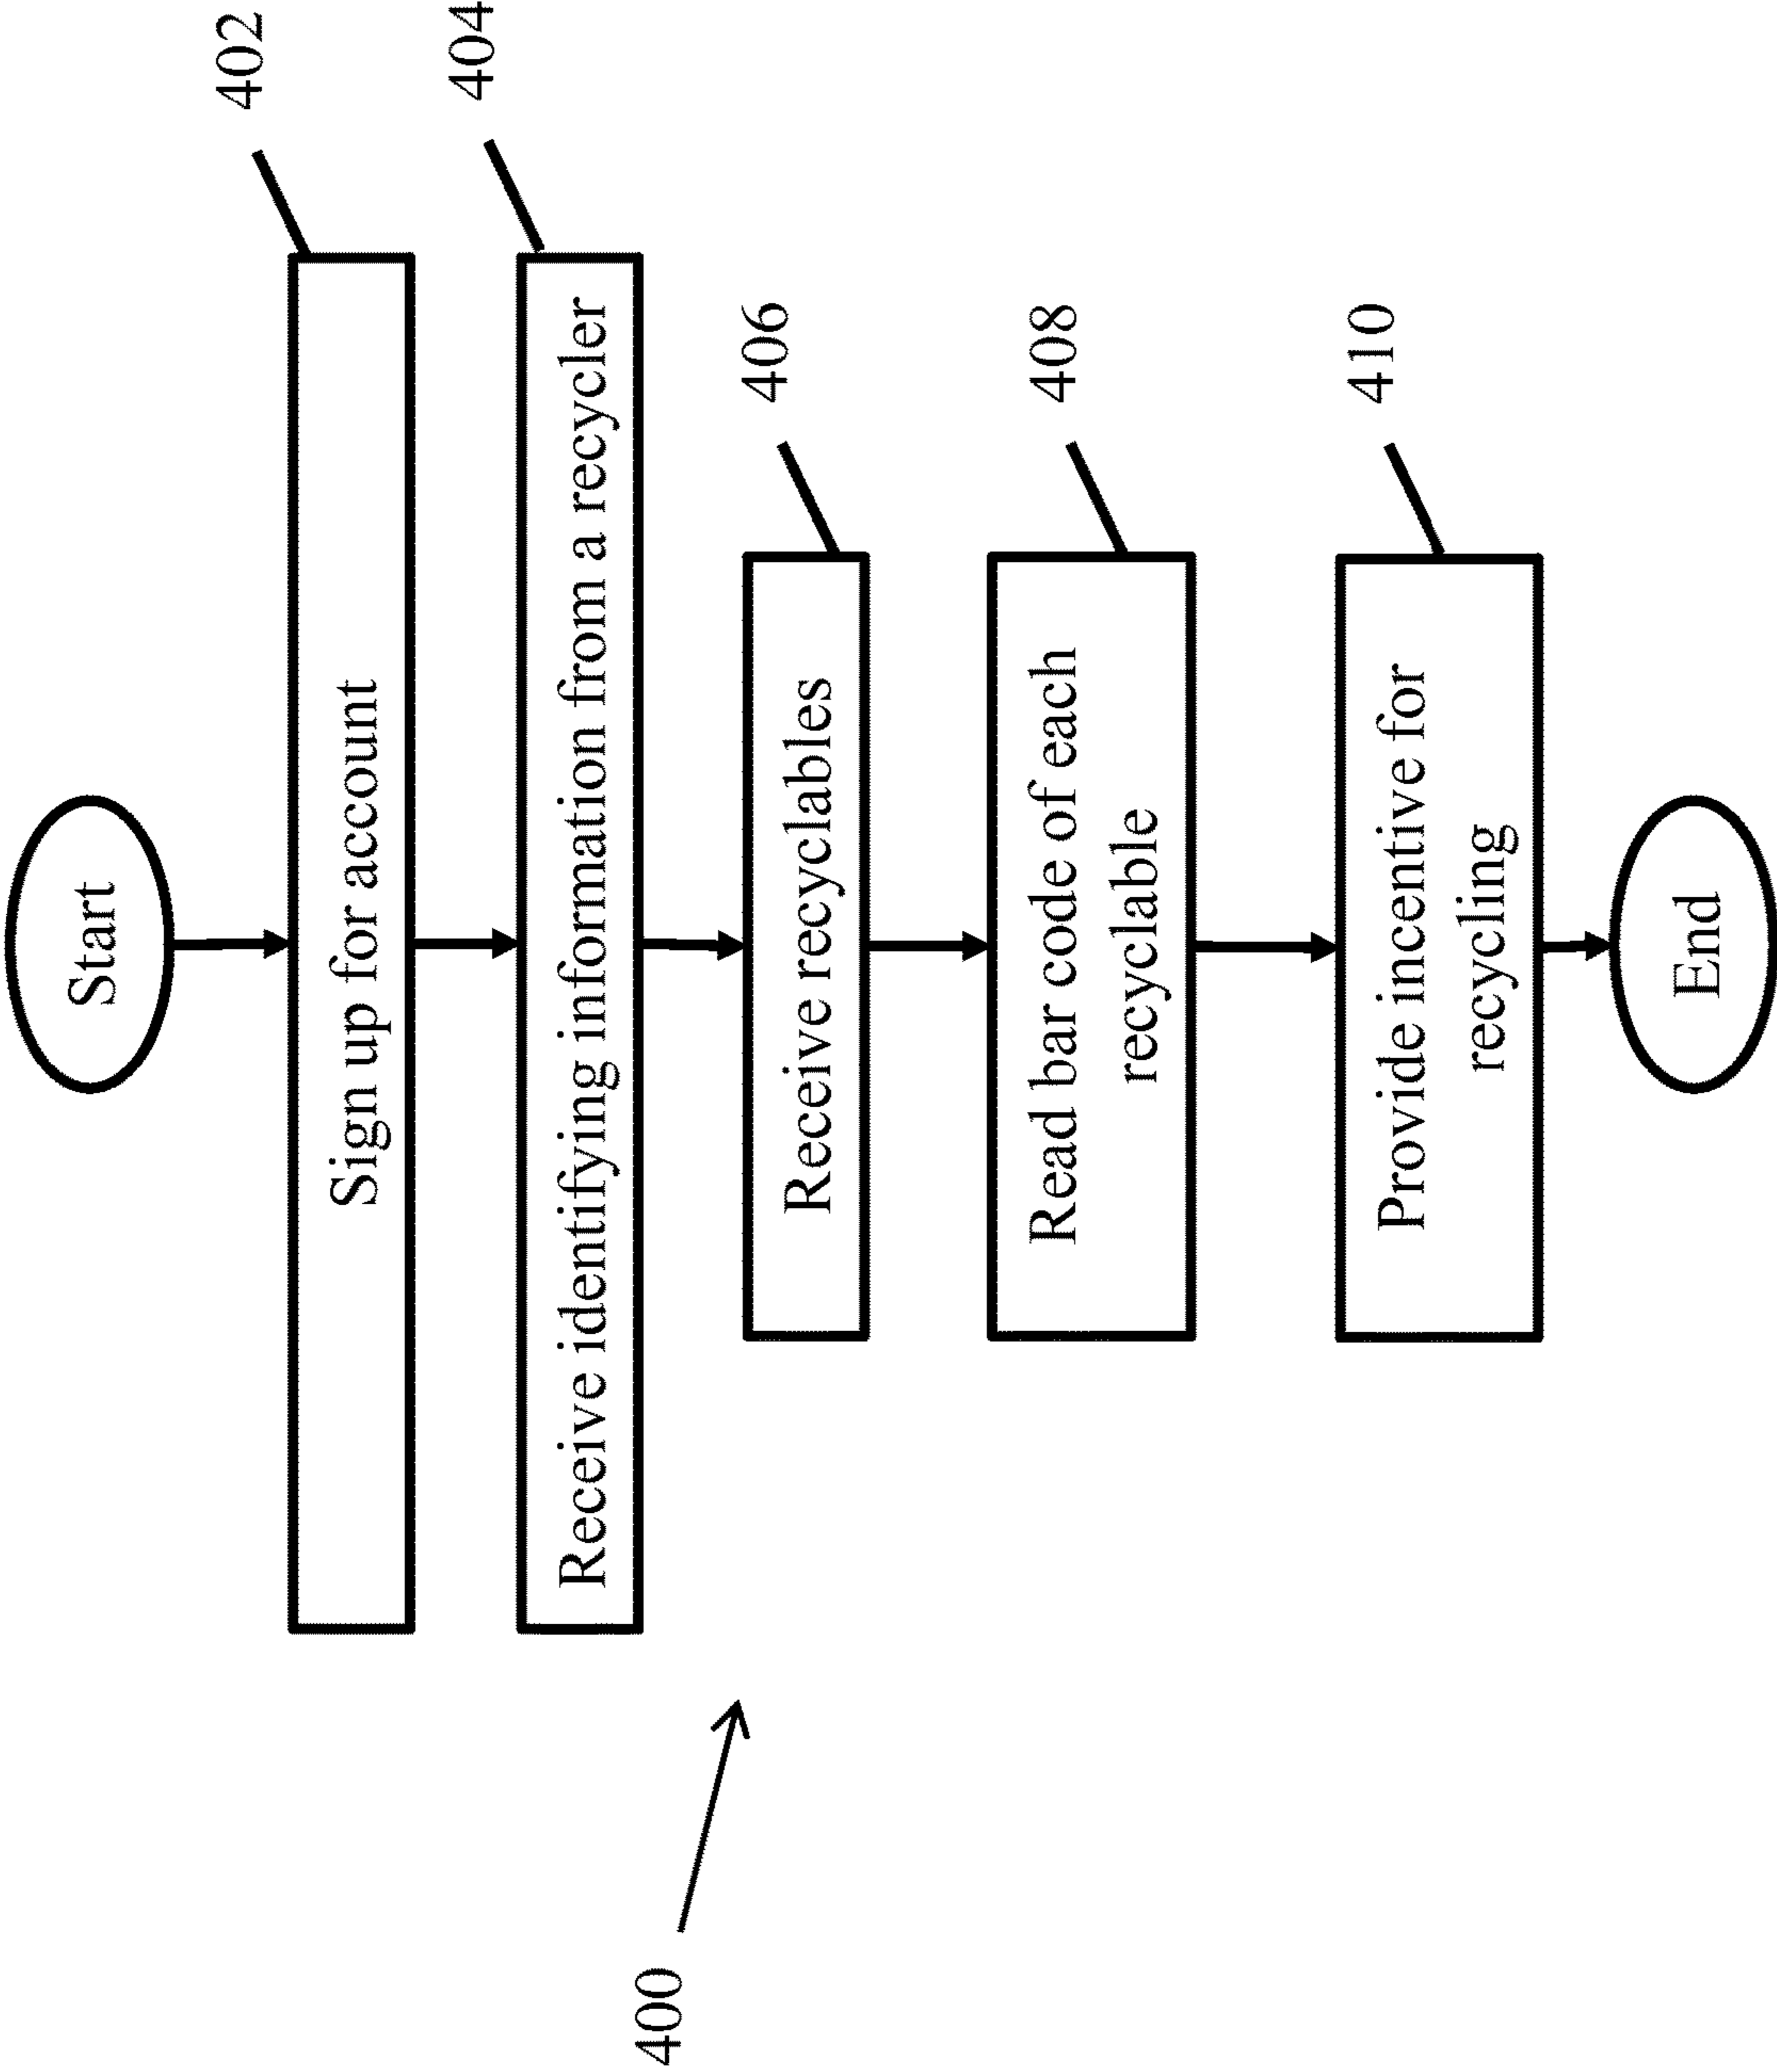 Start
402
Sign up for account
404
Receive identifying information from a recycler
406
Receive recyclables
408
Read bar code of each
recyclable
410
Provide incentive for
recycling
End
400